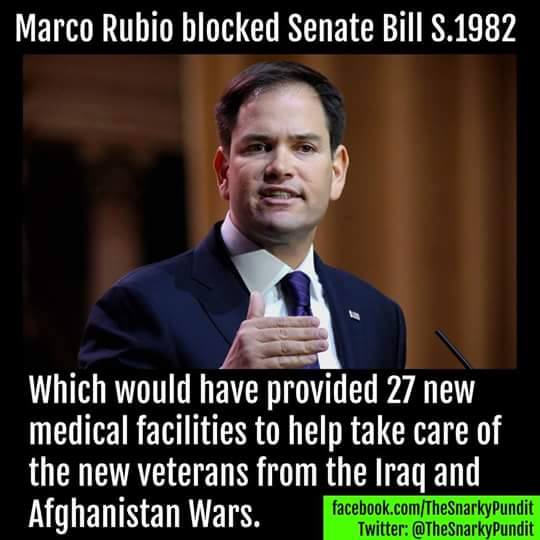 Marco Rubio blocked Senate Bill S.1982
Which would have provided 27 new
medical facilities to help take care of
the new veterans from the Iraq and
Afghanistan Wars.
facebook.com/TheSnarkyPundit
Twitter: @TheSnarkyPundit